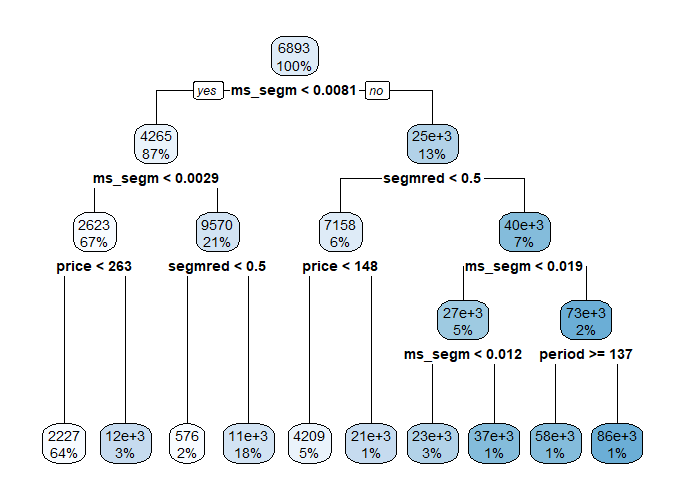 6893
100%
yes ms_segm < 0.0081 no
4265 25e+3
87% 13%
ms_segm < 0.0029 segmred < 0.5
2623 9570 7158 40e+3
67% 21% 6% 7%
price < 263 segmred < 0.5 price < 148 ms_segm < 0.019
27e+3 73e+3
5% 2%
ms_segm < 0.012 period >= 137
2227 12e+3 576 11e+3 4209 21e+3 23e+3 37e+3 58e+3 86e+3
64% 3% 2% 18% 5% 1% 3% 1% 1% 1%